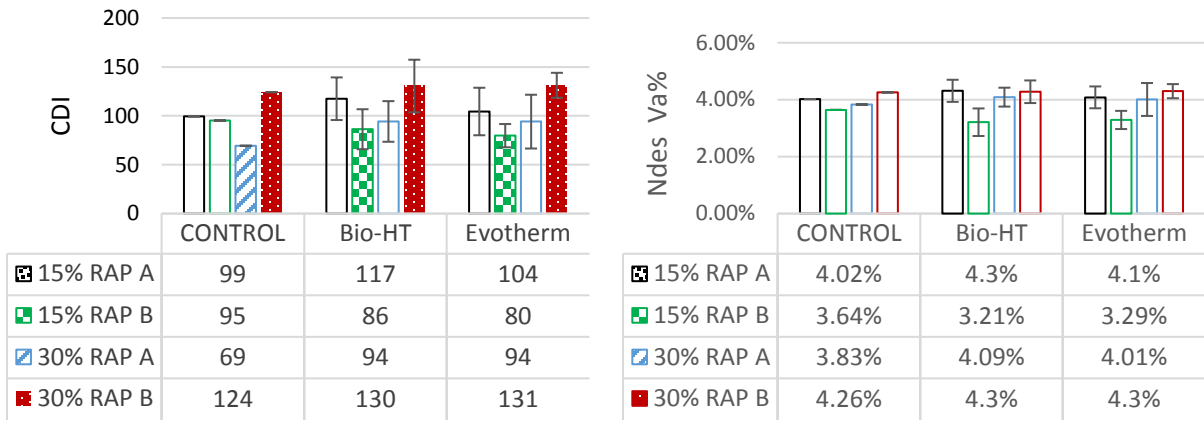 CDI
200
150
100
50
0
CONTROL Bio-HT Evotherm
15% RAP A 99 117 104
15% RAP B 95 86 80
30% RAP A 69 94 94
30% RAP B 124 130 131
Ndes Va%
6.00%
4.00%
2.00%
0.00%
CONTROL Bio-HT Evotherm
15% RAP A 4.02% 4.3% 4.1%
15% RAP B 3.64% 3.21% 3.29%
30% RAP A 3.83% 4.09% 4.01%
30% RAP B 4.26% 4.3% 4.3%